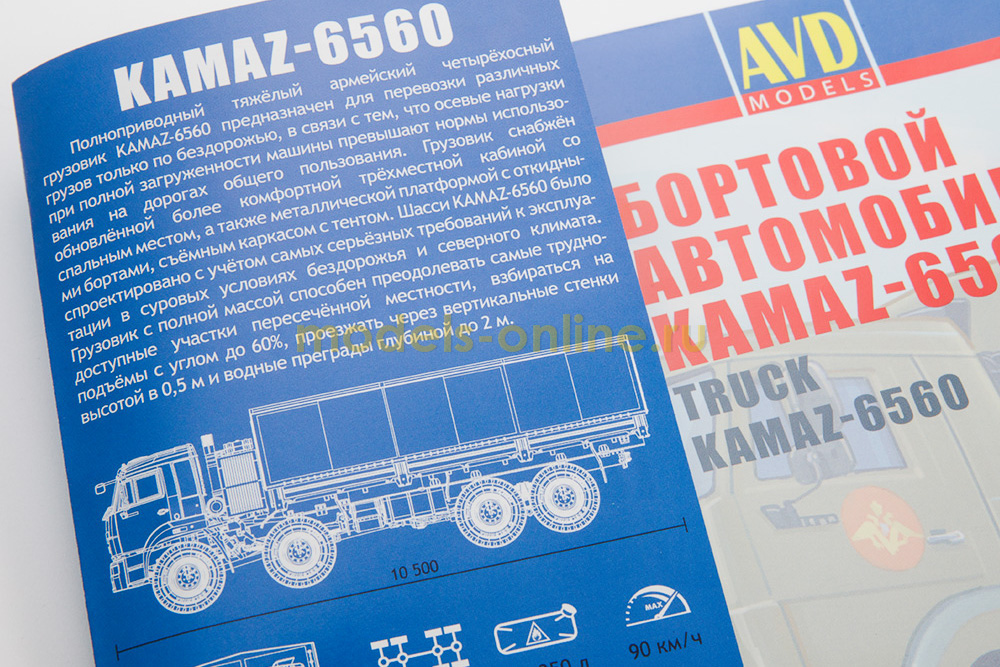 KAMAZ-6560
Полноприводный тяжёлый армейский четырёхосный
грузовик KAMAZ-6560 предназначен для перевозки различных
грузов только по бездорожью, в связи с тем, что осевые нагрузки
при полной загруженности машины превышают нормы использо-
вания на дорогах общего пользования. Грузовик снабжён
обновлённой более комфортной трёхместной кабиной со
спальным местом, а также металлической платформой с откидны-
ми бортами, съёмным каркасом с тентом. Шасси KAMAZ-6560 было
спроектировано с учётом самых серьёзных требований к эксплуа-
тации в суровых условиях бездорожья и северного климата.
Грузовик с полной массой способен преодолевать самые трудно-
доступные участки пересечённой местности, взбираться на
подъёмы с углом до 60%, проезжать через вертикальные стенки
высотой в 0,5 м и водные преграды глубиной до 2 м.
10 500
MAX
350 л
90 км/ч
AVD
MODELS
БОРТОВОЙ
АВТОМОБИ
KAMAZ-65
TRUCK
KAMAZ-6560
models-online.ru